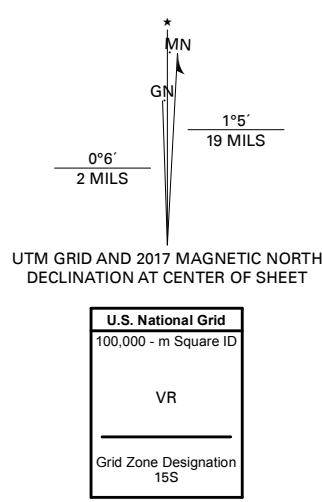 MN
GN
1°5´
19 MILS
0°6´
2 MILS
UTM GRID AND 2017 MAGNETIC NORTH
DECLINATION AT CENTER OF SHEET
U.S. National Grid
100,000 - m Square ID
VR
Grid Zone Designation
15S